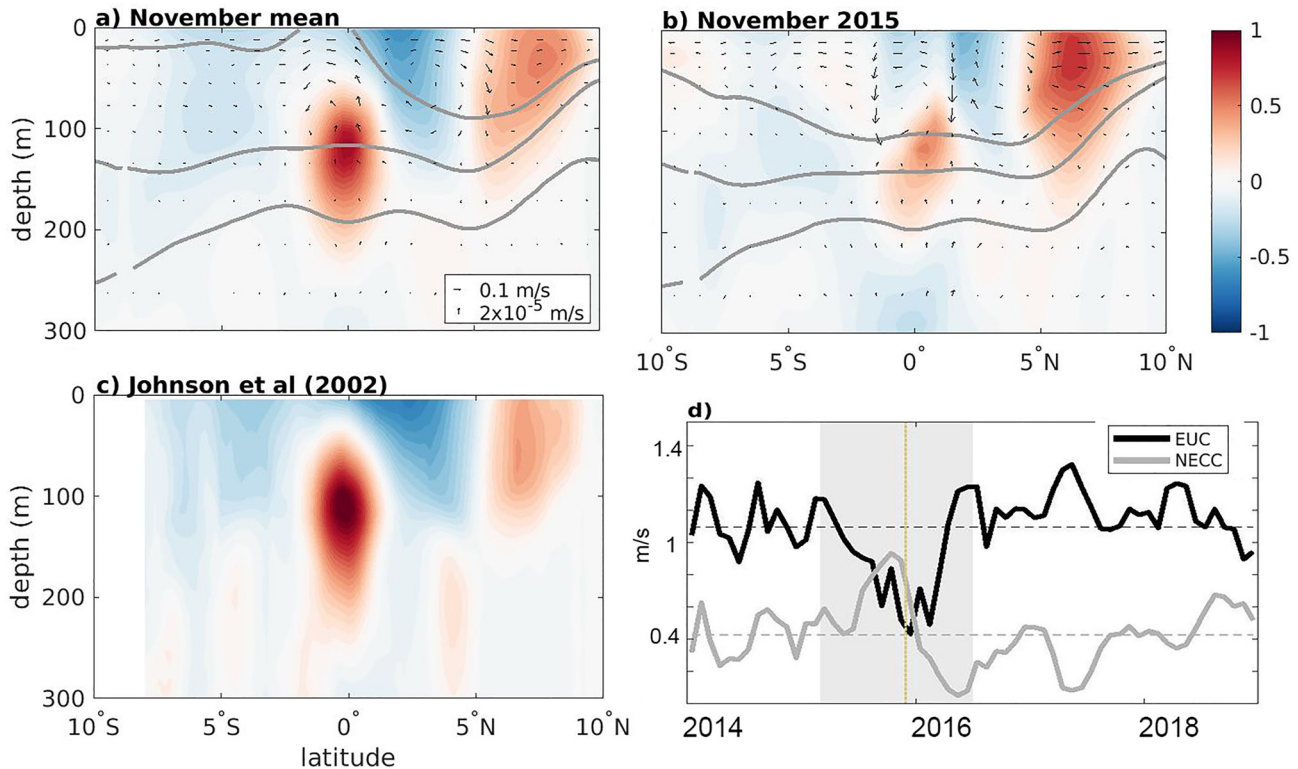 a) November mean
0
100
200
300
depth (m)
0.1 m/s
2x10-5 m/s
b) November 2015
10°S
5°S
0°
5°N
10°N
1
0.5
0
-0.5
-1
c) Johnson et al (2002)
0
100
200
300
depth (m)
10°S
5°S
0°
5°N
10°N
latitude
d)
EUC
NECC
1.4
1
0.4
m/s
2014
2016
2018